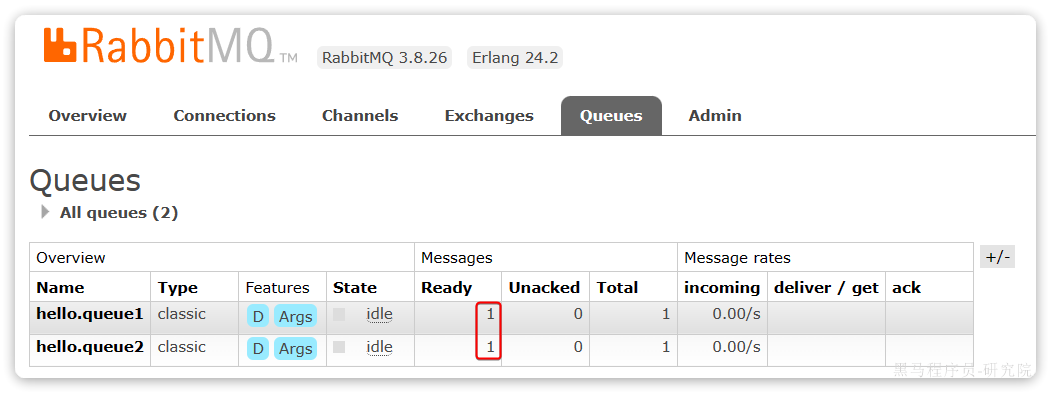 RabbitMQ TM RabbitMQ 3.8.26 Erlang 24.2
Overview Connections Channels Exchanges Queues Admin
Queues
All queues (2)
Overview Messages Message rates +/-
Name Type Features State Ready Unacked Total incoming deliver / get ack
hello.queue1 classic D Args idle 1 0 1 0.00/s
hello.queue2 classic D Args idle 1 0 1 0.00/s
黑马程序员-研究院